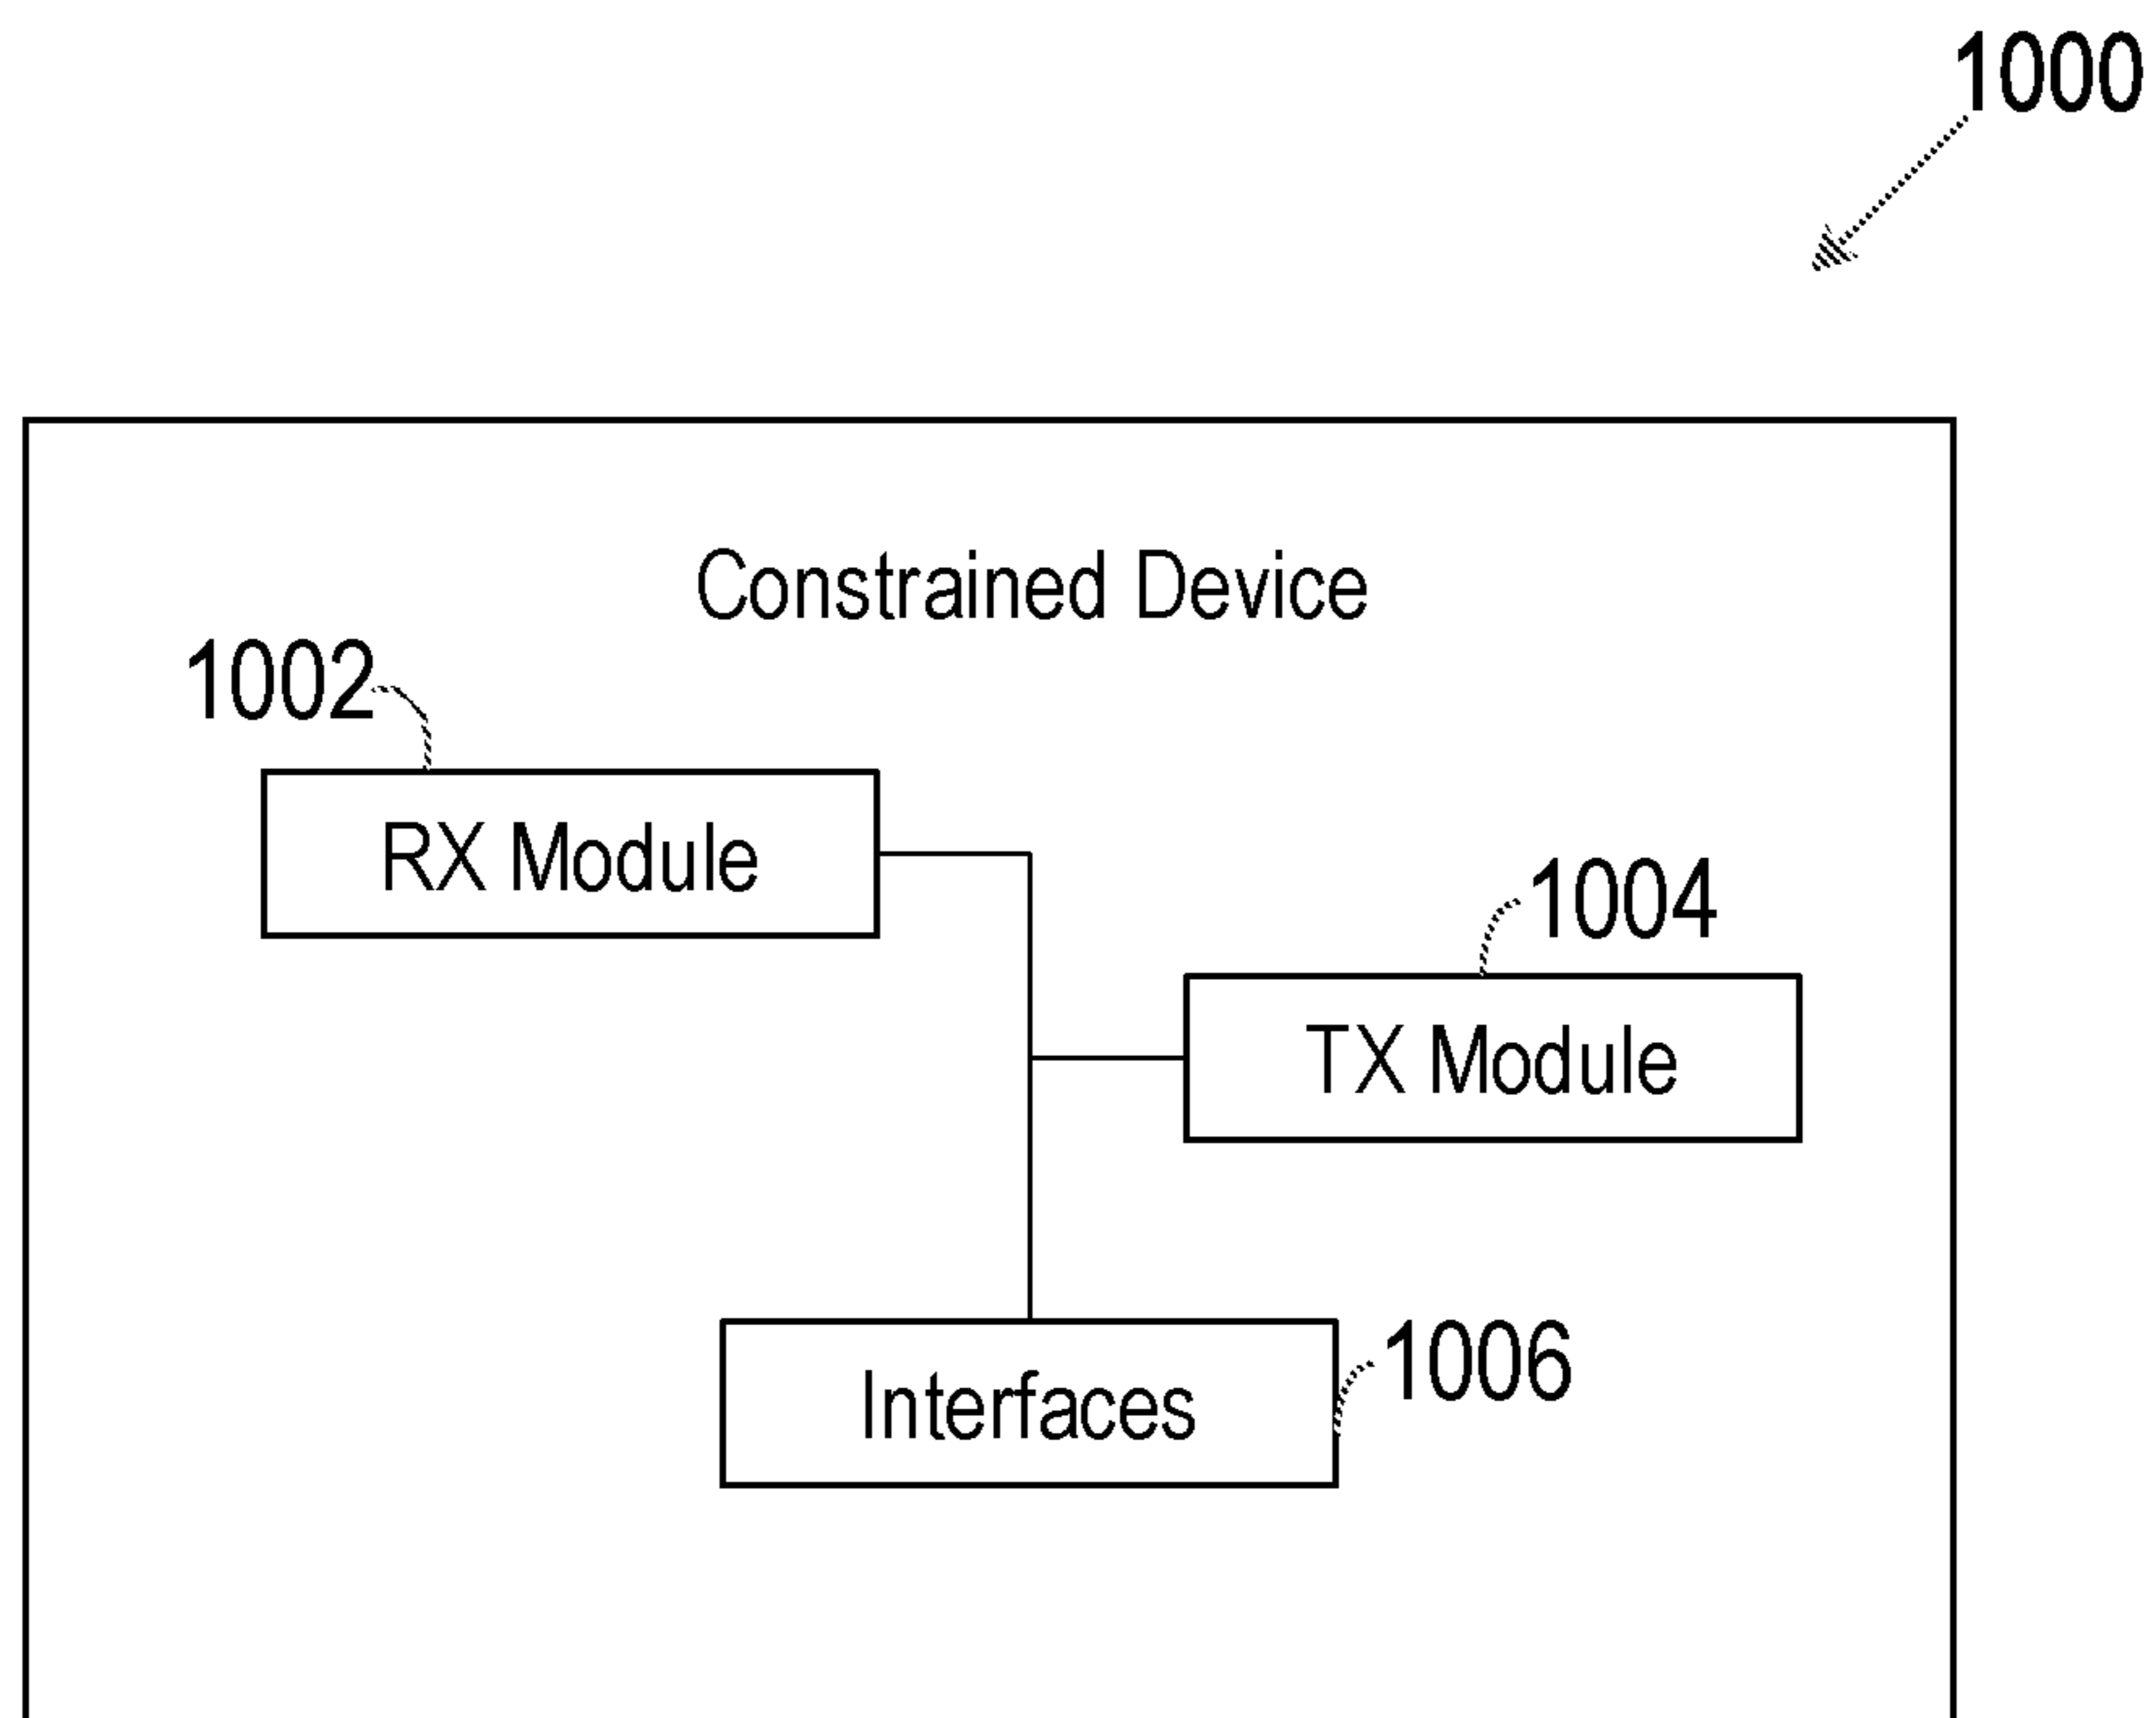 1000
Constrained Device
1002
RX Module
1004
TX Module
1006
Interfaces